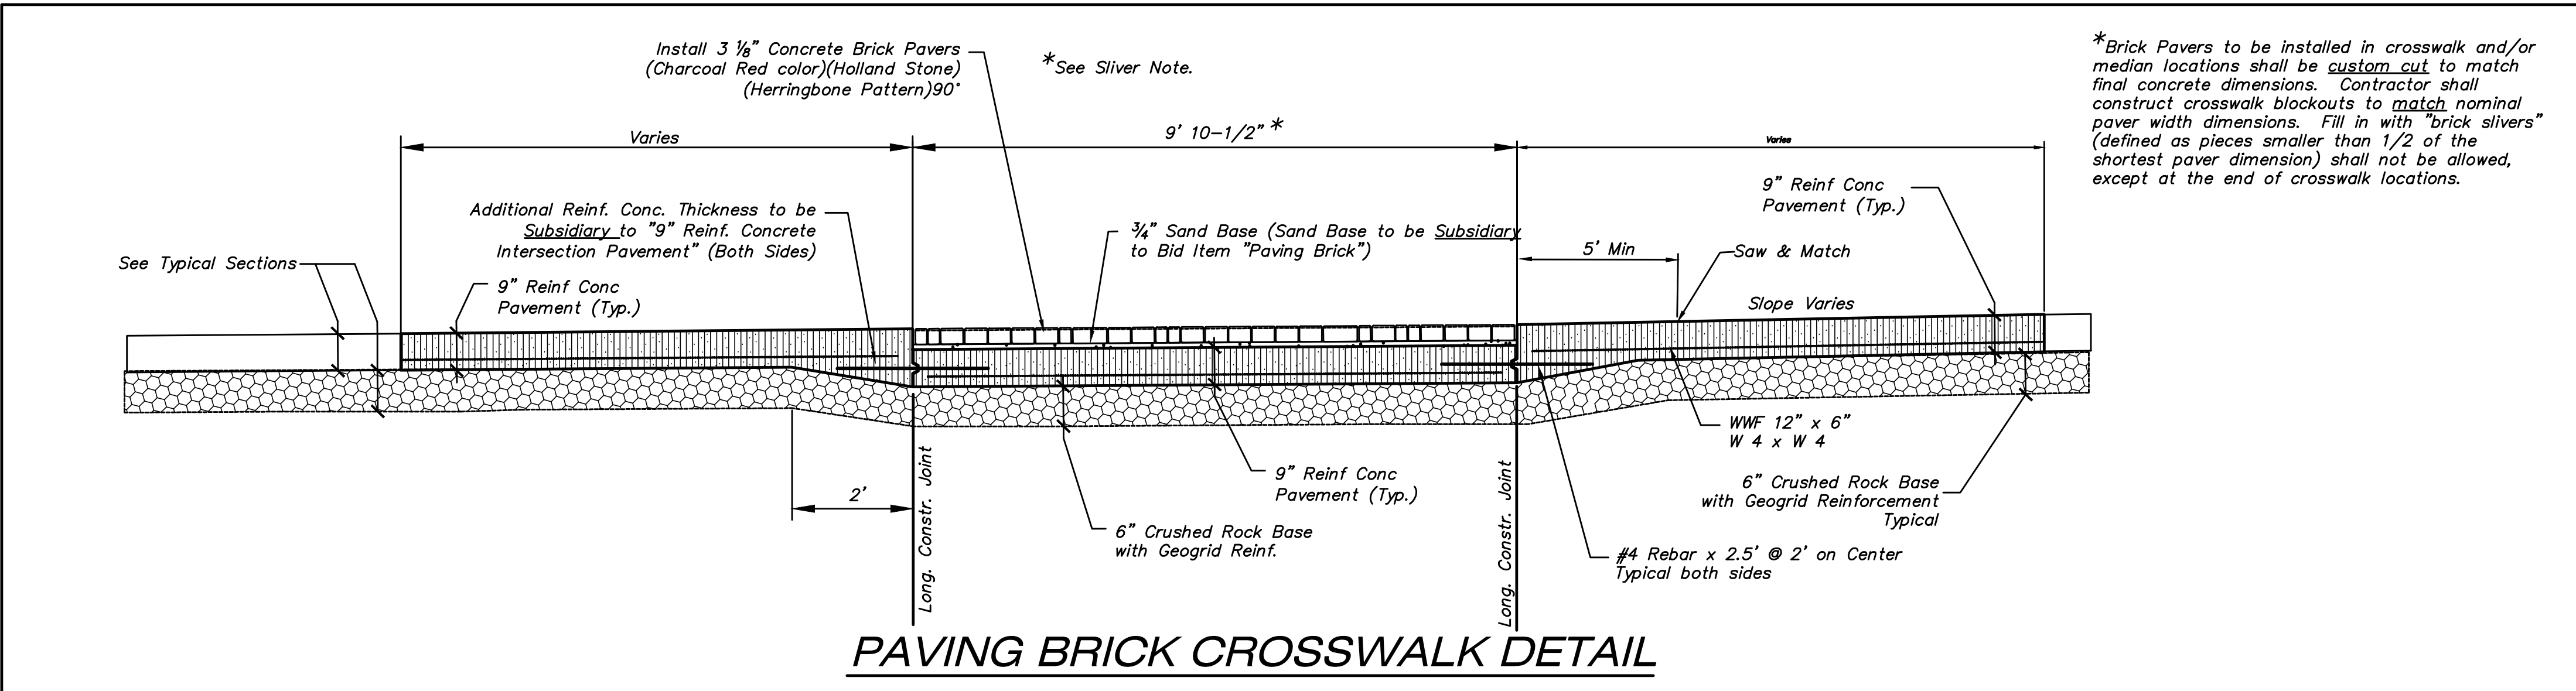 Install 3 ⅛" Concrete Brick Pavers
(Charcoal Red color)(Holland Stone)
(Herringbone Pattern)90°
*See Sliver Note.
*Brick Pavers to be installed in crosswalk and/or
median locations shall be custom cut to match
final concrete dimensions. Contractor shall
construct crosswalk blockouts to match nominal
paver width dimensions. Fill in with "brick slivers"
(defined as pieces smaller than 1/2 of the
shortest paver dimension) shall not be allowed,
except at the end of crosswalk locations.
Varies
9' 10-1/2" *
Varies
Additional Reinf. Conc. Thickness to be
Subsidiary to "9" Reinf. Concrete
Intersection Pavement" (Both Sides)
¾" Sand Base (Sand Base to be Subsidiary
to Bid Item "Paving Brick")
9" Reinf Conc
Pavement (Typ.)
5' Min
Saw & Match
See Typical Sections
9" Reinf Conc
Pavement (Typ.)
Slope Varies
WWF 12" x 6"
W 4 x W 4
2'
Long. Constr. Joint
9" Reinf Conc
Pavement (Typ.)
6" Crushed Rock Base
with Geogrid Reinf.
Long. Constr. Joint
6" Crushed Rock Base
with Geogrid Reinforcement
Typical
#4 Rebar x 2.5' @ 2' on Center
Typical both sides
PAVING BRICK CROSSWALK DETAIL